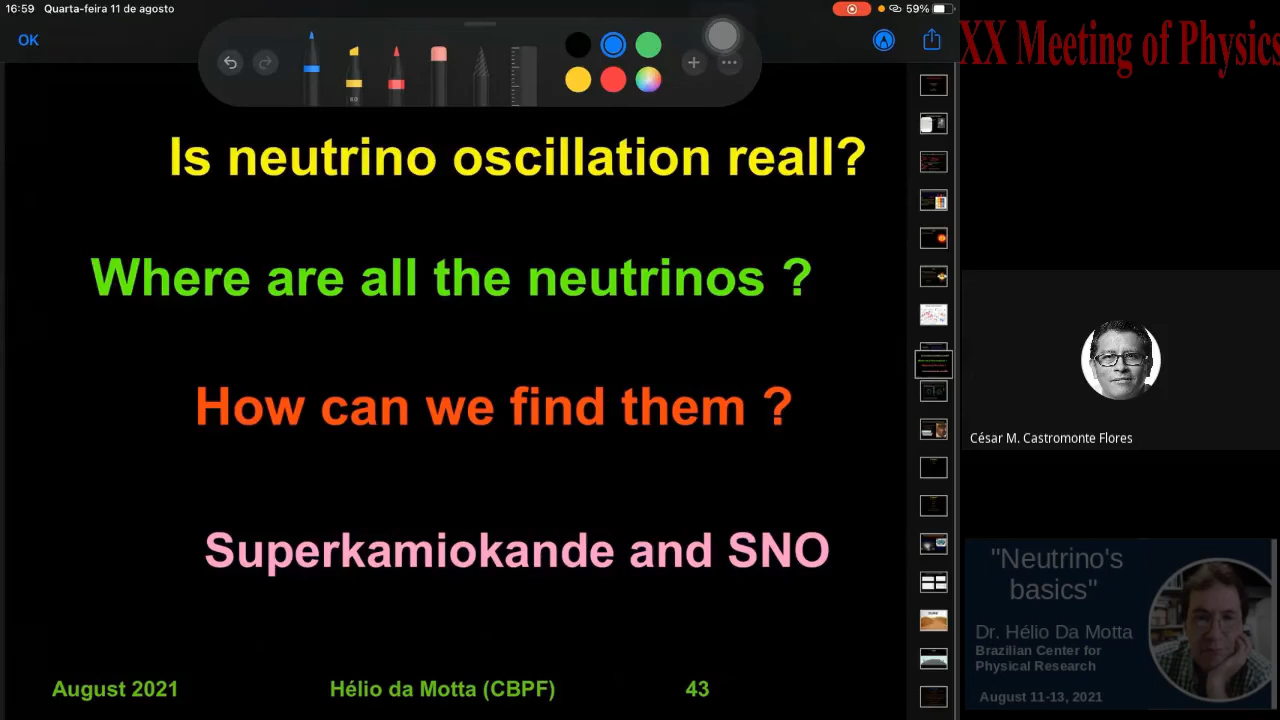 16:59 Quarta-feira 11 de agosto
59%
OK
80
XX Meeting of Physics
Is neutrino oscillation reall?
Where are all the neutrinos ?
How can we find them ?
Superkamiokande and SNO
August 2021
Hélio da Motta (CBPF)
43
César M. Castromonte Flores
"Neutrino's
basics"
Dr. Hélio Da Motta
Brazilian Center for
Physical Research
August 11-13, 2021